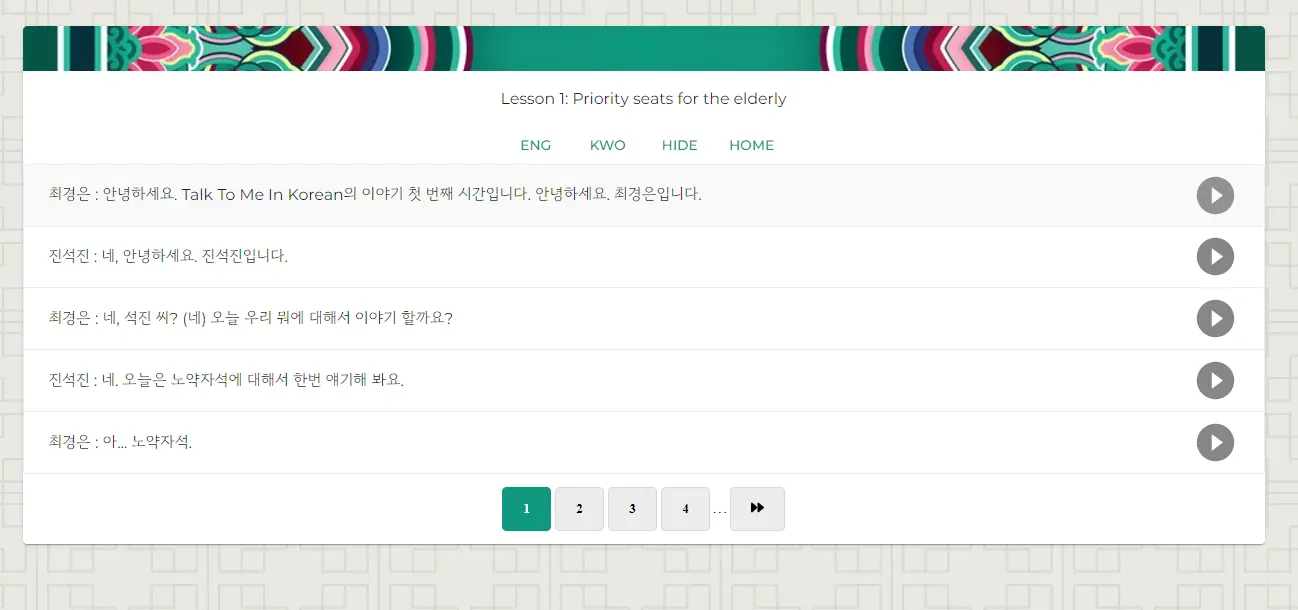 Lesson 1: Priority seats for the elderly
ENG KWO HIDE HOME
최경은 : 안녕하세요. Talk To Me In Korean의 이야기 첫 번째 시간입니다. 안녕하세요. 최경은입니다.
진석진 : 네, 안녕하세요. 진석진입니다.
최경은 : 네, 석진 씨? (네) 오늘 우리 뭐에 대해서 이야기 할까요?
진석진 : 네. 오늘은 노약자석에 대해서 한번 얘기해 봐요.
최경은 : 아... 노약자석.
1 2 3 4 ...